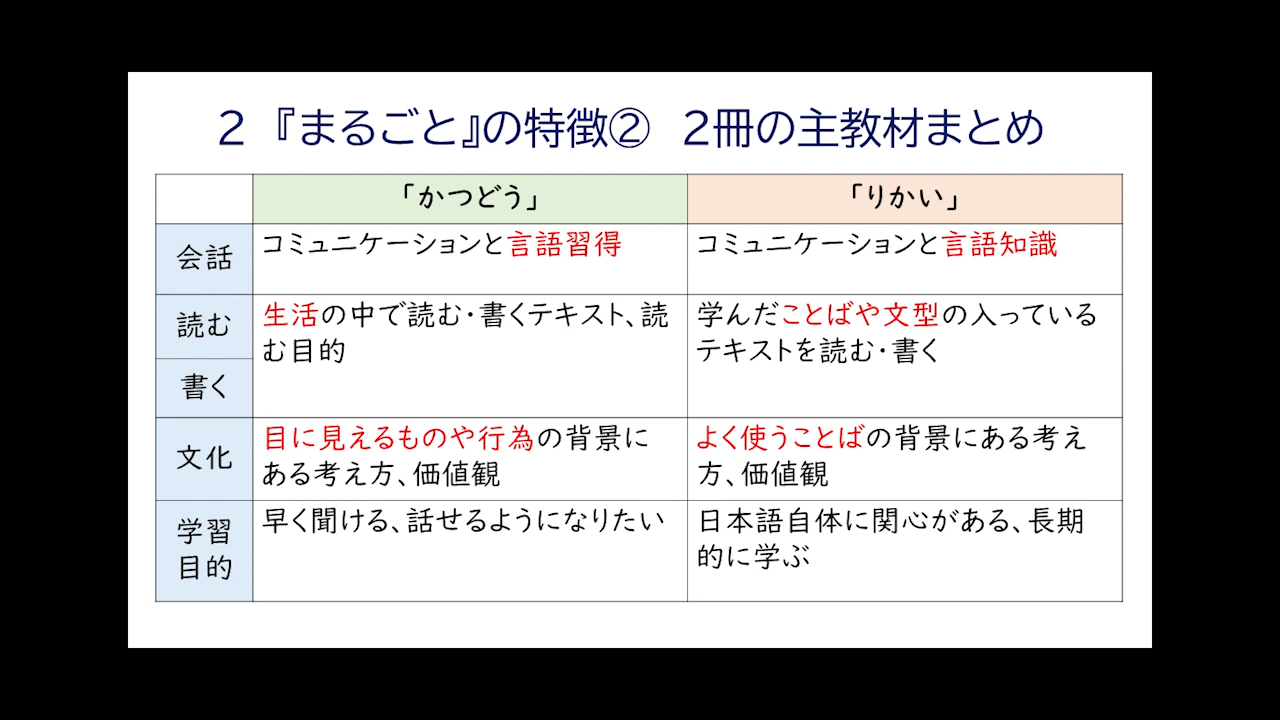 2 『まるごと』の特徴② 2冊の主教材まとめ
「かつどう」
「りかい」
会話
コミュニケーションと言語習得
コミュニケーションと言語知識
読む
生活の中で読む・書くテキスト、読
む目的
学んだことばや文型の入っている
テキストを読む・書く
書く
文化
目に見えるものや行為の背景に
ある考え方、価値観
よく使うことばの背景にある考え
方、価値観
学習
目的
早く聞ける、話せるようになりたい
日本語自体に関心がある、長期
的に学ぶ